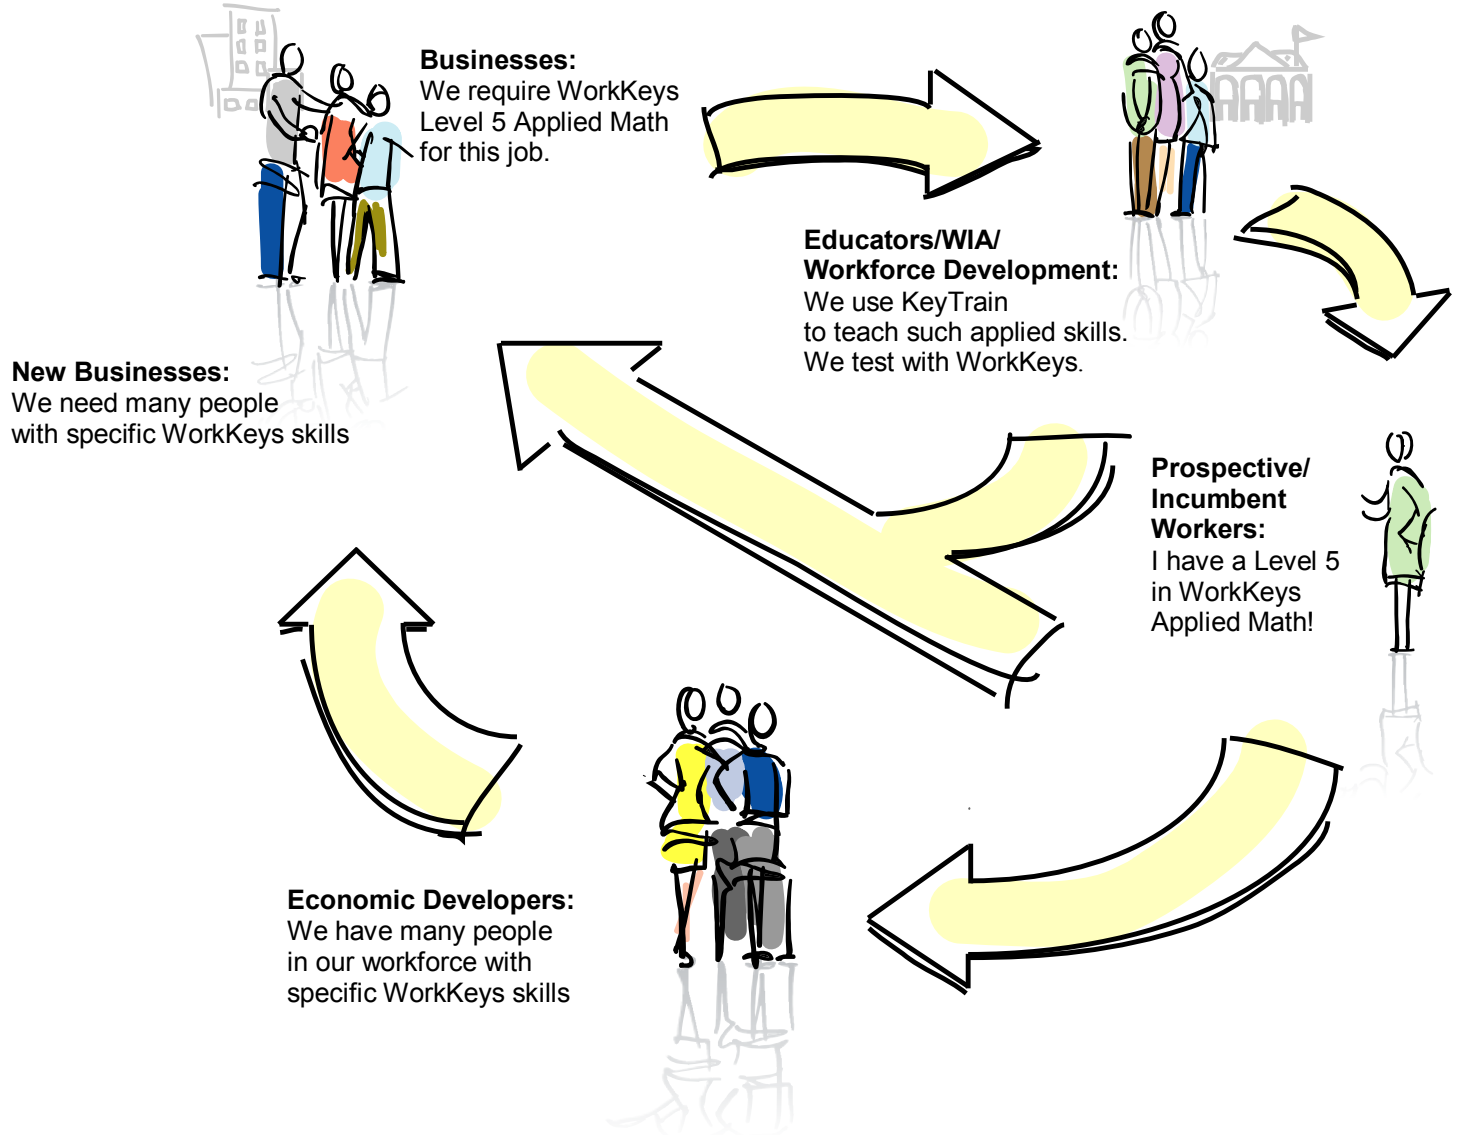 Businesses:
We require WorkKeys
Level 5 Applied Math
for this job.
Educators/WIA/
Workforce Development:
We use KeyTrain
to teach such applied skills.
We test with WorkKeys.
New Businesses:
We need many people
with specific WorkKeys skills
Prospective/
Incumbent
Workers:
I have a Level 5
in WorkKeys
Applied Math!
Economic Developers:
We have many people
in our workforce with
specific WorkKeys skills